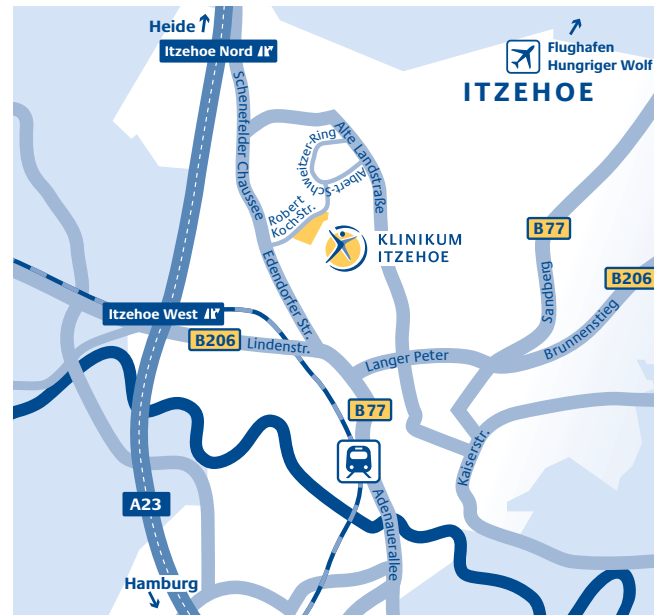 Heide
Itzehoe Nord
Flughafen
Hungriger Wolf
ITZEHOE
Schenefelder Chaussee
Alte Landstraße
Albert-Schweitzer-Ring
Robert
Koch-Str.
KLINIKUM
ITZEHOE
B77
B206
Sandberg
Edendorfer Str.
Itzehoe West
B206
Lindenstr.
Langer Peter
Brunnenstieg
B77
Kaiserstr.
A23
Adenauerallee
Hamburg